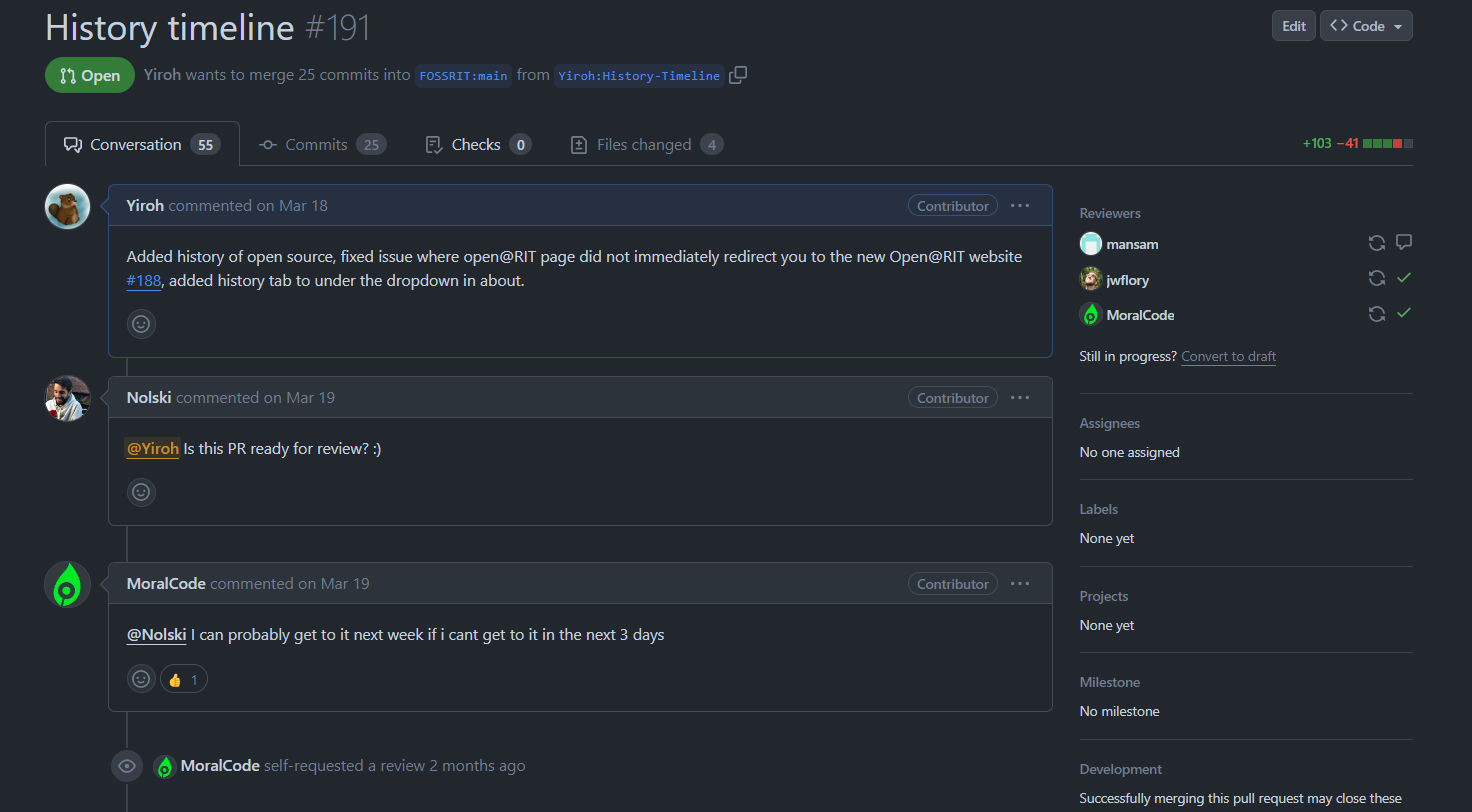 History timeline #191
Edit
Code
Open
Yiroh wants to merge 25 commits into FOSSRIT:main from Yiroh:History-Timeline
Conversation 55
Commits 25
Checks 0
Files changed 4
+103 −41
Yiroh commented on Mar 18
Contributor
Added history of open source, fixed issue where open@RIT page did not immediately redirect you to the new Open@RIT website
#188, added history tab to under the dropdown in about.
Nolski commented on Mar 19
Contributor
@Yiroh Is this PR ready for review? :)
MoralCode commented on Mar 19
Contributor
@Nolski I can probably get to it next week if i cant get to it in the next 3 days
1
MoralCode self-requested a review 2 months ago
Reviewers
mansam
jwflory
MoralCode
Still in progress? Convert to draft
Assignees
No one assigned
Labels
None yet
Projects
None yet
Milestone
No milestone
Development
Successfully merging this pull request may close these